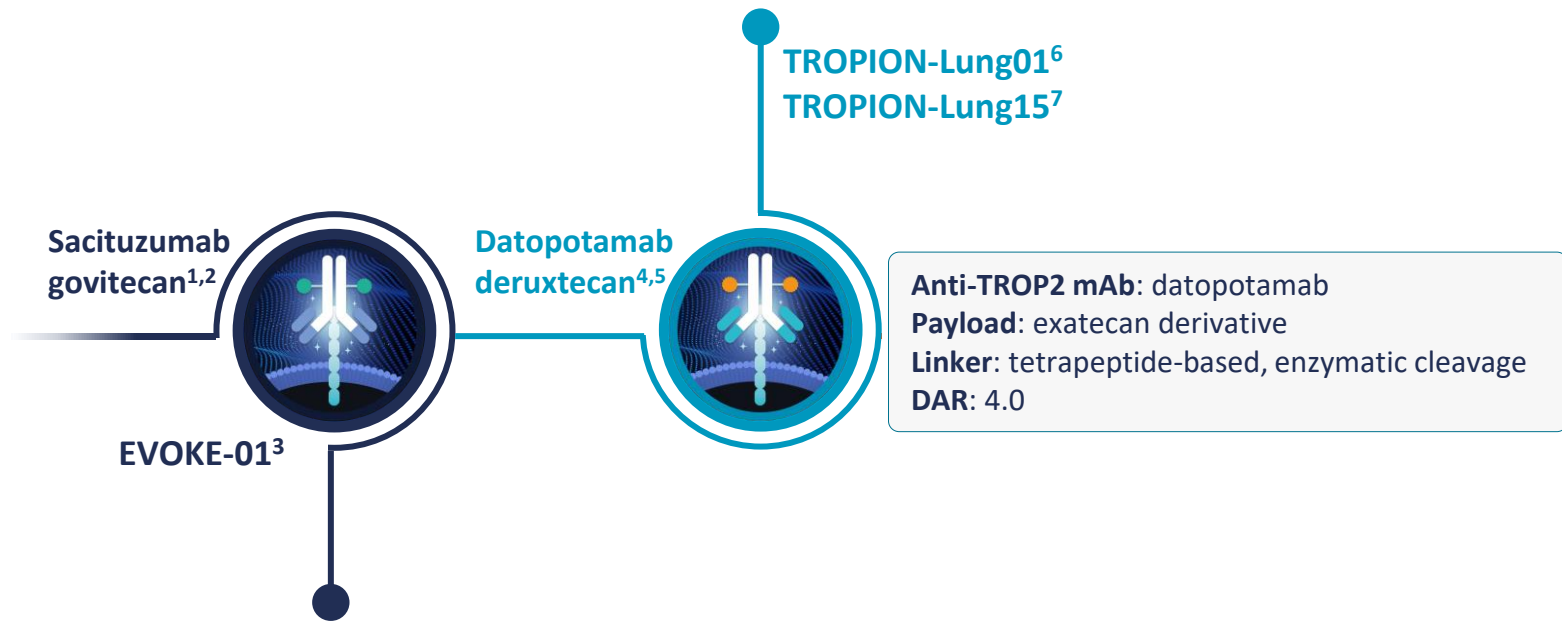 TROPION-Lung01⁶
TROPION-Lung15⁷
Sacituzumab
govitecan¹,²
Datopotamab
deruxtecan⁴,⁵
Anti-TROP2 mAb: datopotamab
Payload: exatecan derivative
Linker: tetrapeptide-based, enzymatic cleavage
DAR: 4.0
EVOKE-01³